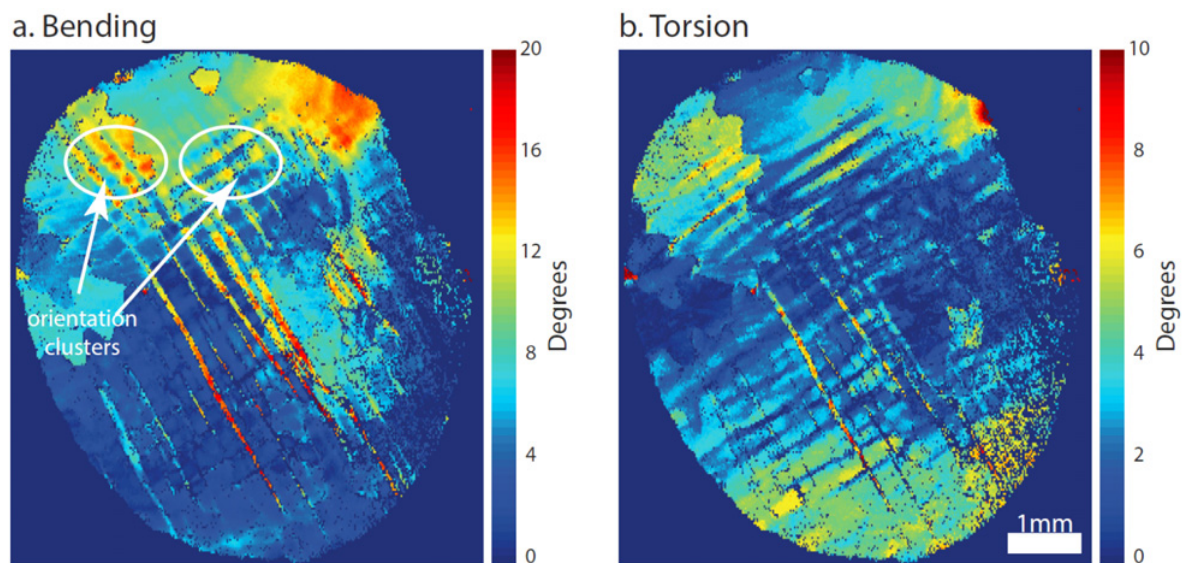 a. Bending
20
16
12
8
4
0
Degrees
orientation
clusters
b. Torsion
10
8
6
4
2
0
Degrees
1mm